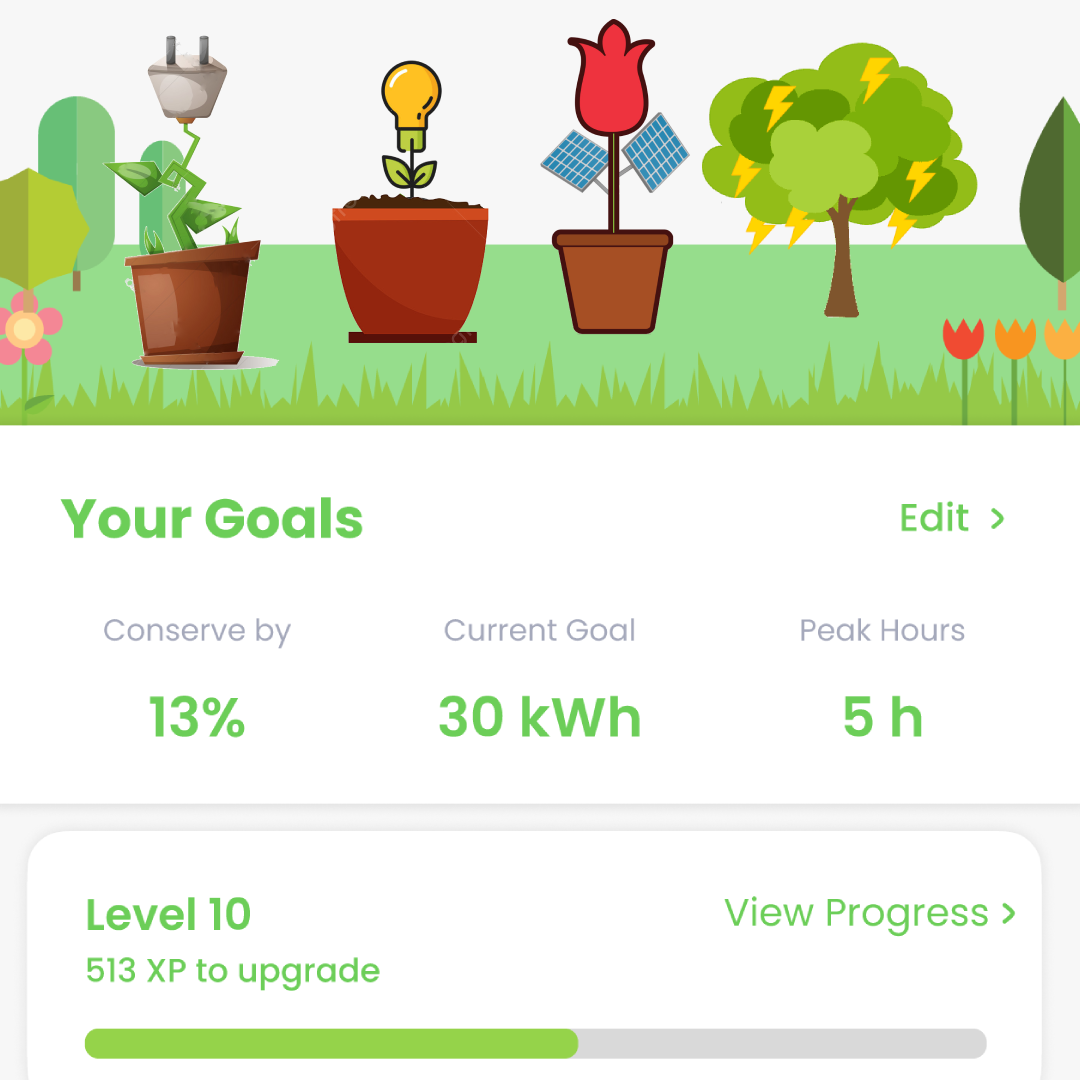 Your Goals
Edit >
Conserve by
Current Goal
Peak Hours
13%
30 kWh
5 h
Level 10
View Progress >
513 XP to upgrade